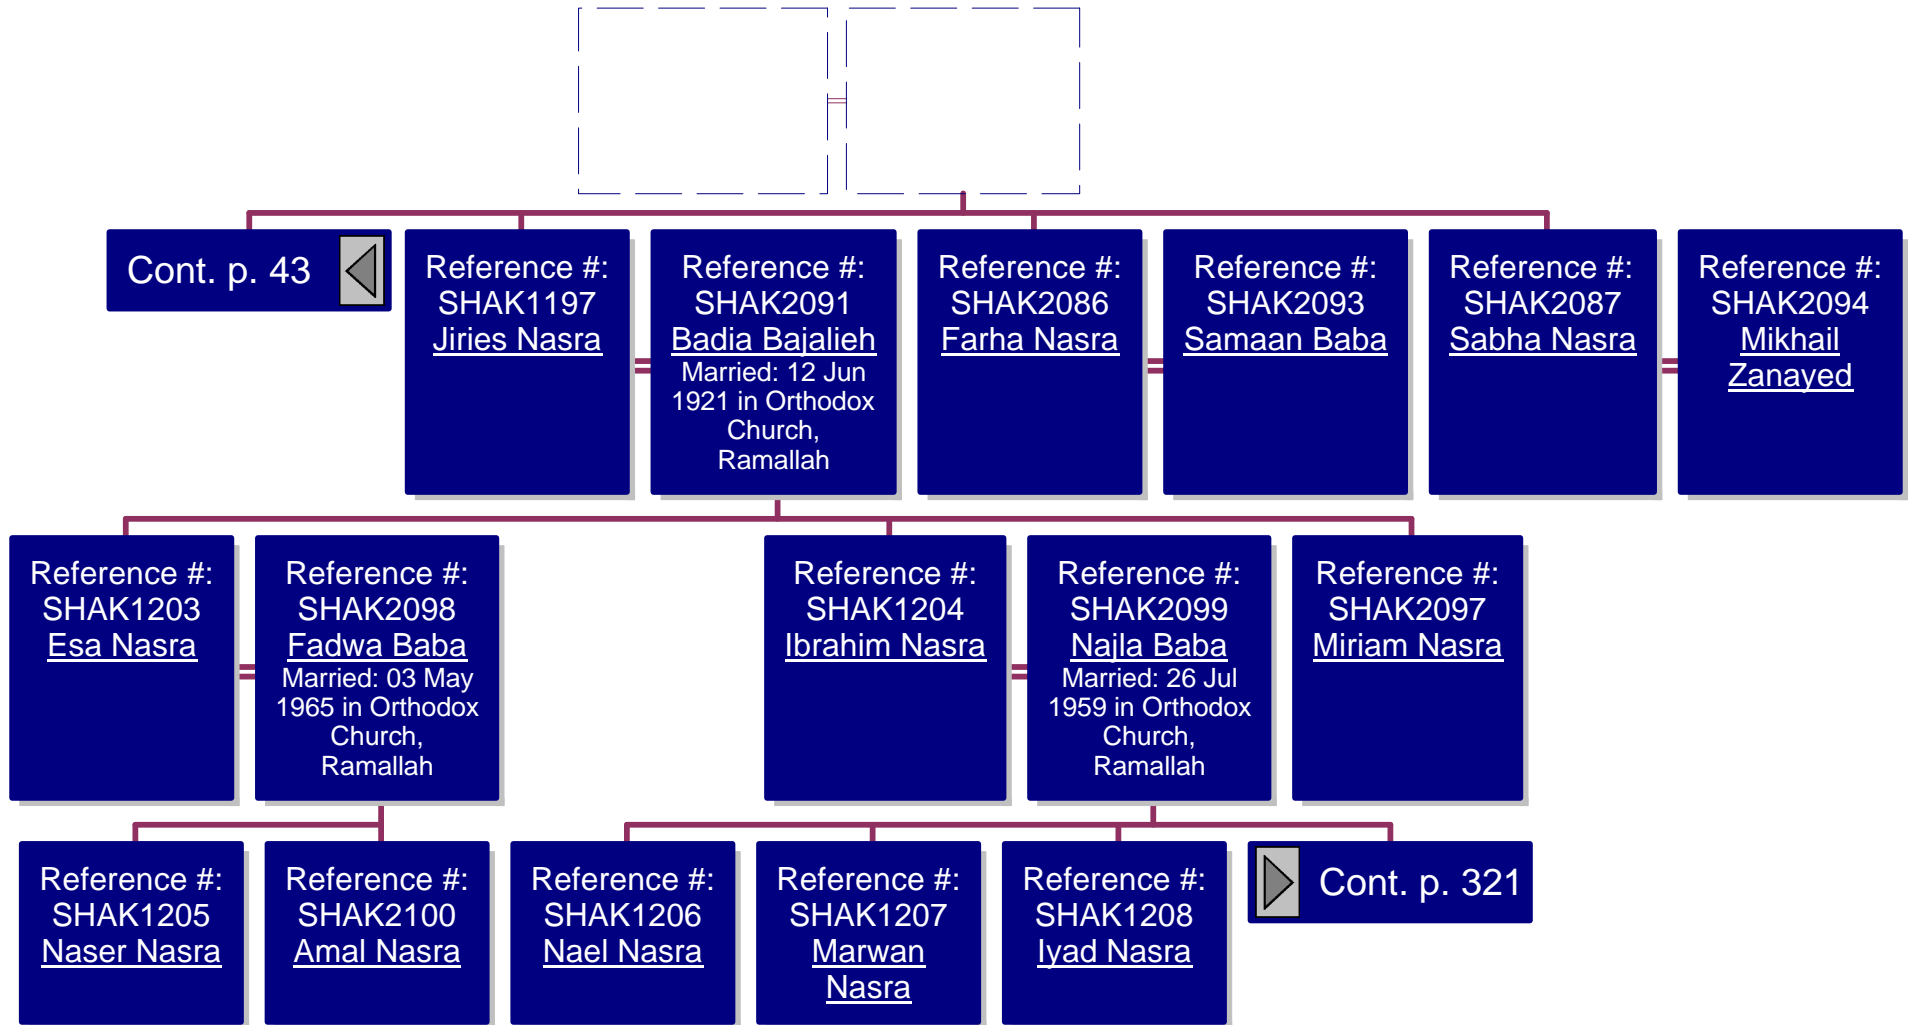 Cont. p. 43
Reference #:
SHAK1197
Jiries Nasra
Reference #:
SHAK2091
Badia Bajalieh
Married: 12 Jun
1921 in Orthodox
Church,
Ramallah
Reference #:
SHAK2086
Farha Nasra
Reference #:
SHAK2093
Samaan Baba
Reference #:
SHAK2087
Sabha Nasra
Reference #:
SHAK2094
Mikhail
Zanayed
Reference #:
SHAK1203
Esa Nasra
Reference #:
SHAK2098
Fadwa Baba
Married: 03 May
1965 in Orthodox
Church,
Ramallah
Reference #:
SHAK1204
Ibrahim Nasra
Reference #:
SHAK2099
Najla Baba
Married: 26 Jul
1959 in Orthodox
Church,
Ramallah
Reference #:
SHAK2097
Miriam Nasra
Reference #:
SHAK1205
Naser Nasra
Reference #:
SHAK2100
Amal Nasra
Reference #:
SHAK1206
Nael Nasra
Reference #:
SHAK1207
Marwan
Nasra
Reference #:
SHAK1208
Iyad Nasra
Cont. p. 321